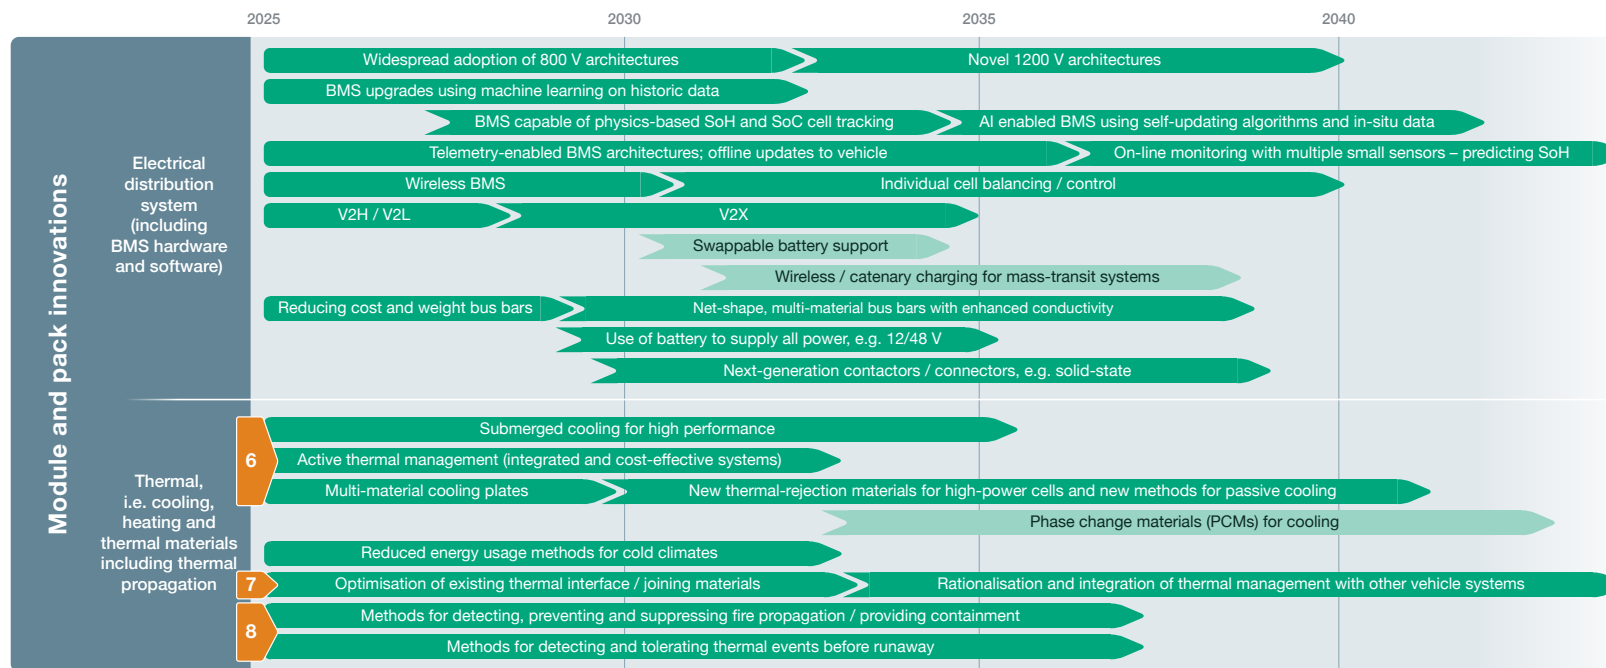 2025 2030 2035 2040
Module and pack innovations
Electrical
distribution
system
(including
BMS hardware
and software)
Widespread adoption of 800 V architectures
Novel 1200 V architectures
BMS upgrades using machine learning on historic data
BMS capable of physics-based SoH and SoC cell tracking
AI enabled BMS using self-updating algorithms and in-situ data
Telemetry-enabled BMS architectures; offline updates to vehicle
On-line monitoring with multiple small sensors – predicting SoH
Wireless BMS
Individual cell balancing / control
V2H / V2L
V2X
Swappable battery support
Wireless / catenary charging for mass-transit systems
Reducing cost and weight bus bars
Net-shape, multi-material bus bars with enhanced conductivity
Use of battery to supply all power, e.g. 12/48 V
Next-generation contactors / connectors, e.g. solid-state
Thermal,
i.e. cooling,
heating and
thermal materials
including thermal
propagation
6
Submerged cooling for high performance
Active thermal management (integrated and cost-effective systems)
Multi-material cooling plates
New thermal-rejection materials for high-power cells and new methods for passive cooling
Phase change materials (PCMs) for cooling
Reduced energy usage methods for cold climates
7
Optimisation of existing thermal interface / joining materials
Rationalisation and integration of thermal management with other vehicle systems
8
Methods for detecting, preventing and suppressing fire propagation / providing containment
Methods for detecting and tolerating thermal events before runaway